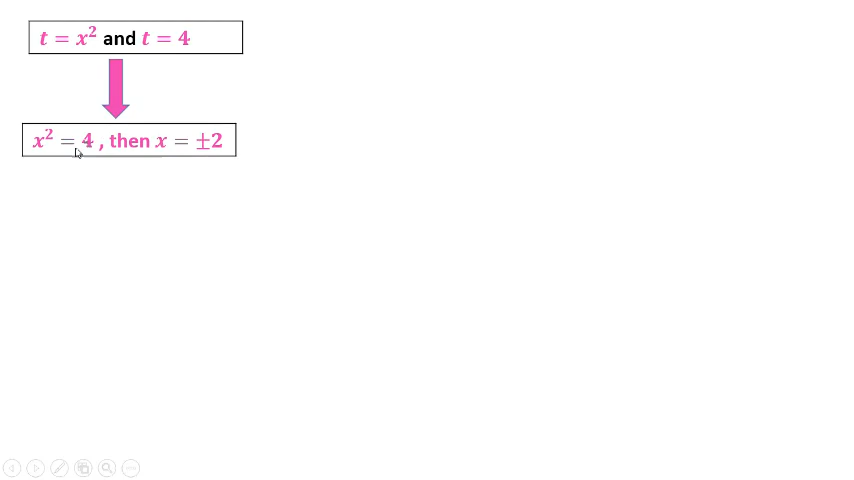 t = x² and t = 4
x² = 4 , then x = ±2